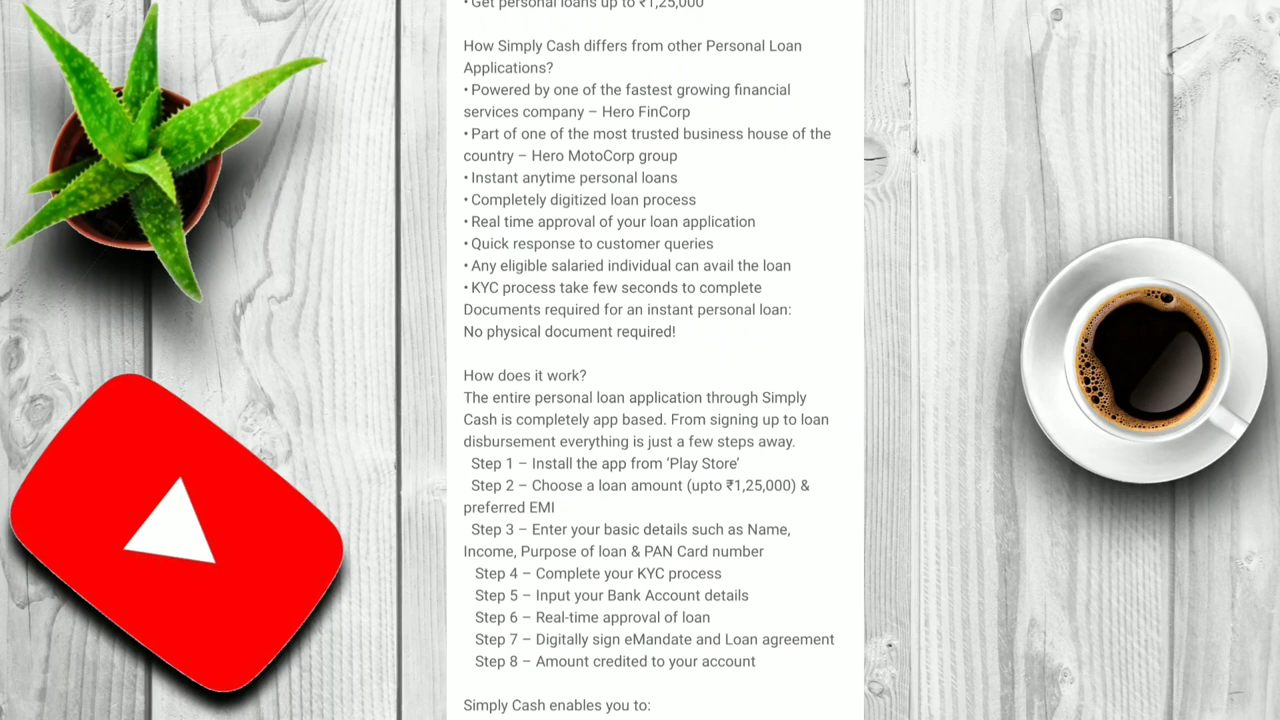 • Get personal loans up to ₹1,25,000
How Simply Cash differs from other Personal Loan
Applications?
• Powered by one of the fastest growing financial
services company – Hero FinCorp
• Part of one of the most trusted business house of the
country – Hero MotoCorp group
• Instant anytime personal loans
• Completely digitized loan process
• Real time approval of your loan application
• Quick response to customer queries
• Any eligible salaried individual can avail the loan
• KYC process take few seconds to complete
Documents required for an instant personal loan:
No physical document required!
How does it work?
The entire personal loan application through Simply
Cash is completely app based. From signing up to loan
disbursement everything is just a few steps away.
Step 1 – Install the app from ‘Play Store’
Step 2 – Choose a loan amount (upto ₹1,25,000) &
preferred EMI
Step 3 – Enter your basic details such as Name,
Income, Purpose of loan & PAN Card number
Step 4 – Complete your KYC process
Step 5 – Input your Bank Account details
Step 6 – Real-time approval of loan
Step 7 – Digitally sign eMandate and Loan agreement
Step 8 – Amount credited to your account
Simply Cash enables you to: